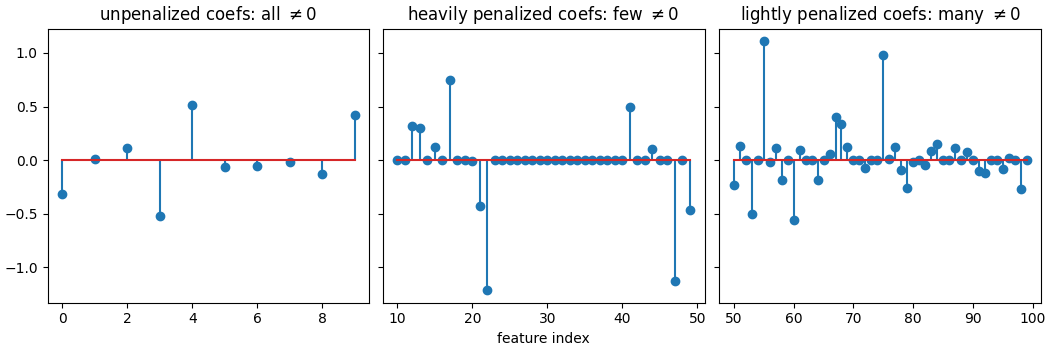 unpenalized coefs: all ≠0
heavily penalized coefs: few ≠0
lightly penalized coefs: many ≠0
1.0
0.5
0.0
−0.5
−1.0
0 2 4 6 8
10 20 30 40 50
50 60 70 80 90 100
feature index